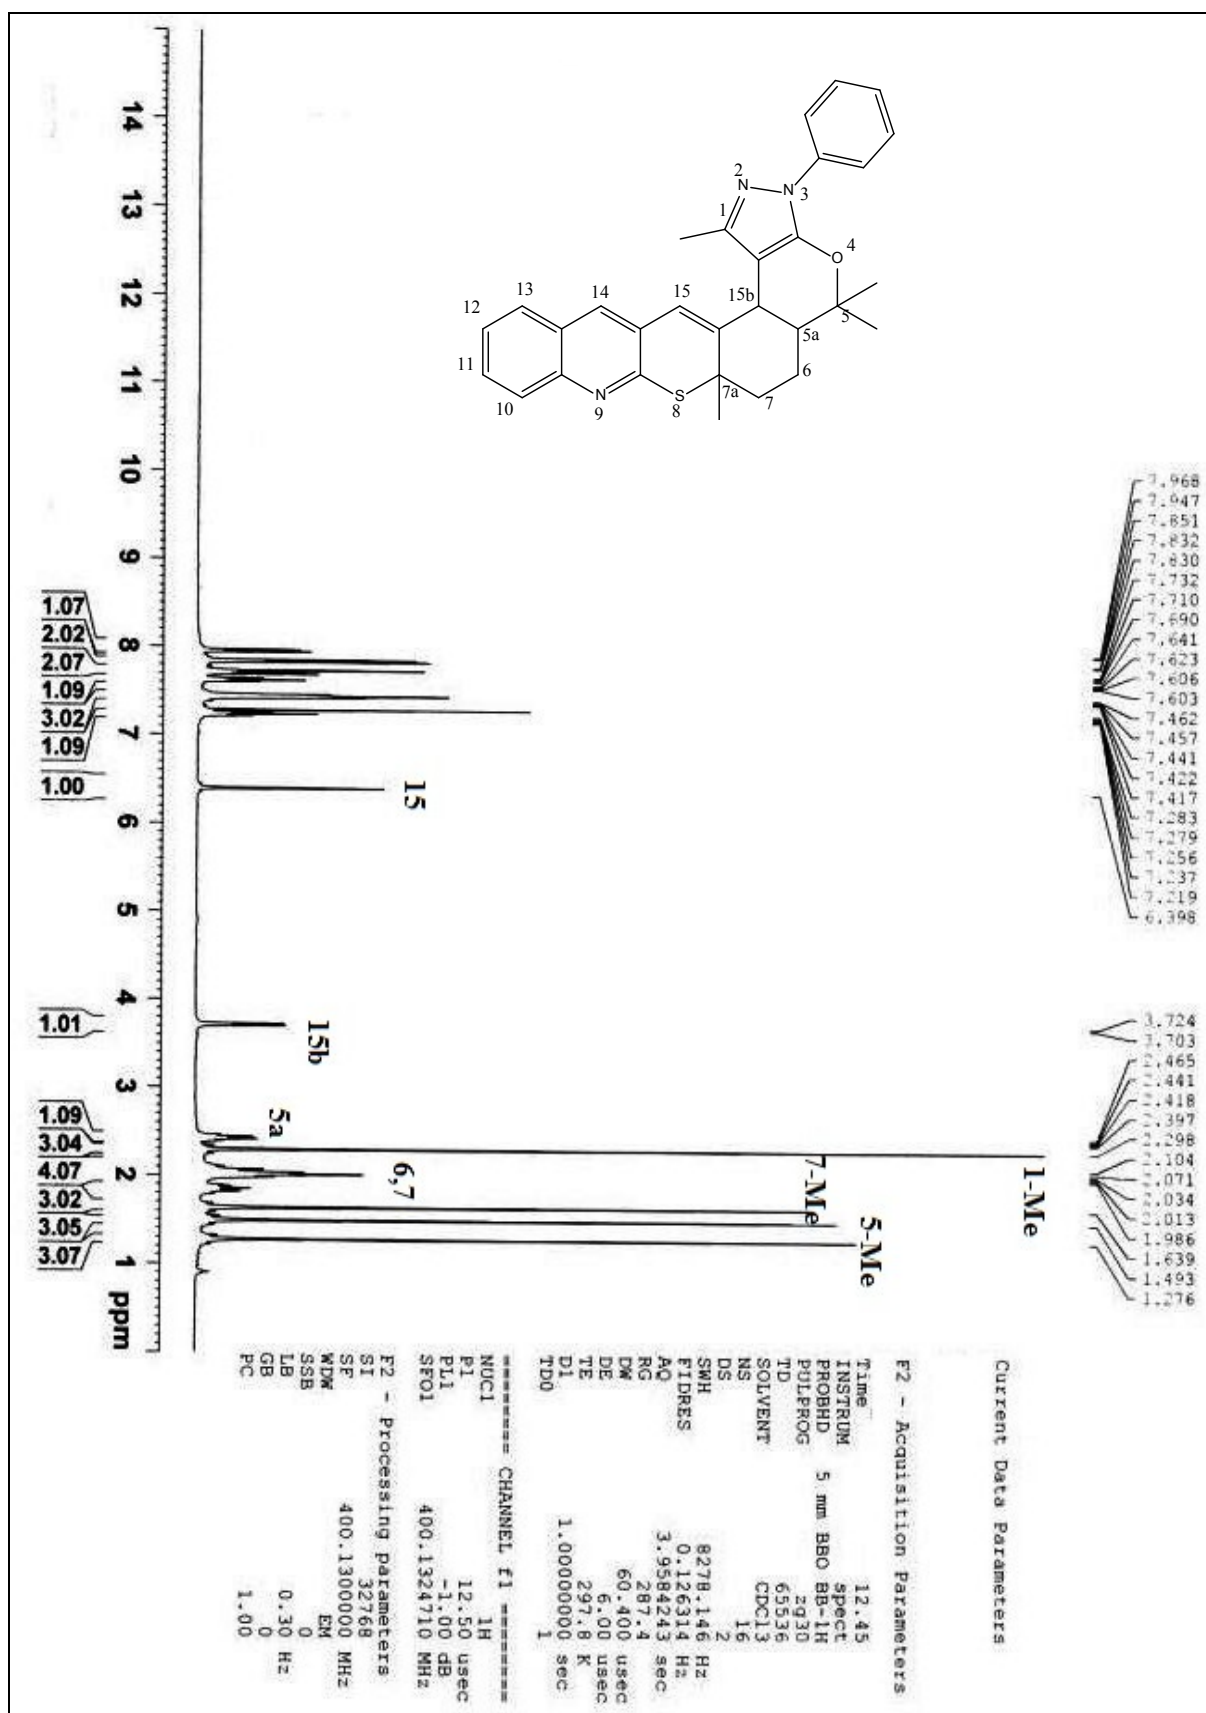 14 13 12 11 10 9 8 7 6 5 4 3 2 1 ppm
1.07
2.02
2.07
1.09
3.02
1.09
1.00
1.01
1.09
3.04
4.07
3.02
3.05
3.07
15
15b
5a
6,7
7-Me
5-Me
1-Me
2
N
N
3
1
O
4
15b
5
5a
6
7
7a
S
8
N
9
10
11
12
13
14
15
7.968
7.947
7.851
7.832
7.830
7.732
7.710
7.690
7.641
7.623
7.606
7.603
7.462
7.457
7.441
7.422
7.417
7.283
7.279
7.256
7.237
7.219
6.398
3.724
3.703
2.465
2.441
2.418
2.397
2.298
2.104
2.071
2.034
2.013
1.986
1.639
1.493
1.276
Current Data Parameters
F2 - Acquisition Parameters
Time 12.45
INSTRUM spect
PROBHD 5 mm BBO BB-1H
PULPROG zg30
TD 65536
SOLVENT CDCl3
NS 16
DS 2
SWH 8278.146 Hz
FIDRES 0.126314 Hz
AQ 3.9584243 sec
RG 287.4
DW 60.400 usec
DE 6.00 usec
TE 297.8 K
D1 1.00000000 sec
TD0 1
======== CHANNEL f1 ========
NUC1 1H
P1 12.50 usec
PL1 -1.00 dB
SFO1 400.1324710 MHz
F2 - Processing parameters
SI 32768
SF 400.1300000 MHz
WDW EM
SSB 0
LB 0.30 Hz
GB 0
PC 1.00